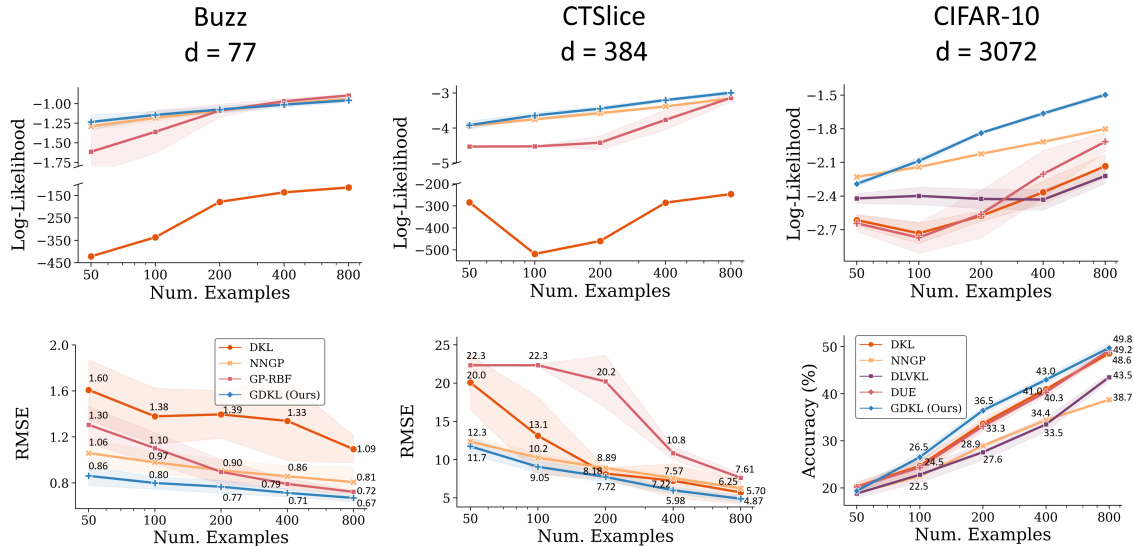 Buzz
d = 77
CTSlice
d = 384
CIFAR-10
d = 3072
Log-Likelihood
−1.00
−1.25
−1.50
−1.75
−150
−250
−350
−450
50 100 200 400 800
Num. Examples
Log-Likelihood
−3
−4
−5
−200
−300
−400
−500
50 100 200 400 800
Num. Examples
Log-Likelihood
−1.5
−1.8
−2.1
−2.4
−2.7
50 100 200 400 800
Num. Examples
RMSE
2.0
1.6
1.2
0.8
DKL
NNGP
GP-RBF
GDKL (Ours)
1.60 1.38 1.39 1.33 1.09
1.30 1.10 0.90 0.79 0.72
1.06 0.97 0.86 0.81
0.86 0.80 0.77 0.71 0.67
50 100 200 400 800
Num. Examples
RMSE
25
20
15
10
5
22.3 22.3 20.2 10.8 7.61
20.0 13.1 8.18 7.22 5.70
12.3 10.2 8.89 7.57 6.25
11.7 9.05 7.72 5.98 4.87
50 100 200 400 800
Num. Examples
Accuracy (%)
50
40
30
20
DKL
NNGP
DLVKL
DUE
GDKL (Ours)
26.5 36.5 43.0 49.8
49.2
24.5 33.3 41.0 48.6
40.3
28.9 34.4 38.7
22.5 27.6 33.5 43.5
50 100 200 400 800
Num. Examples